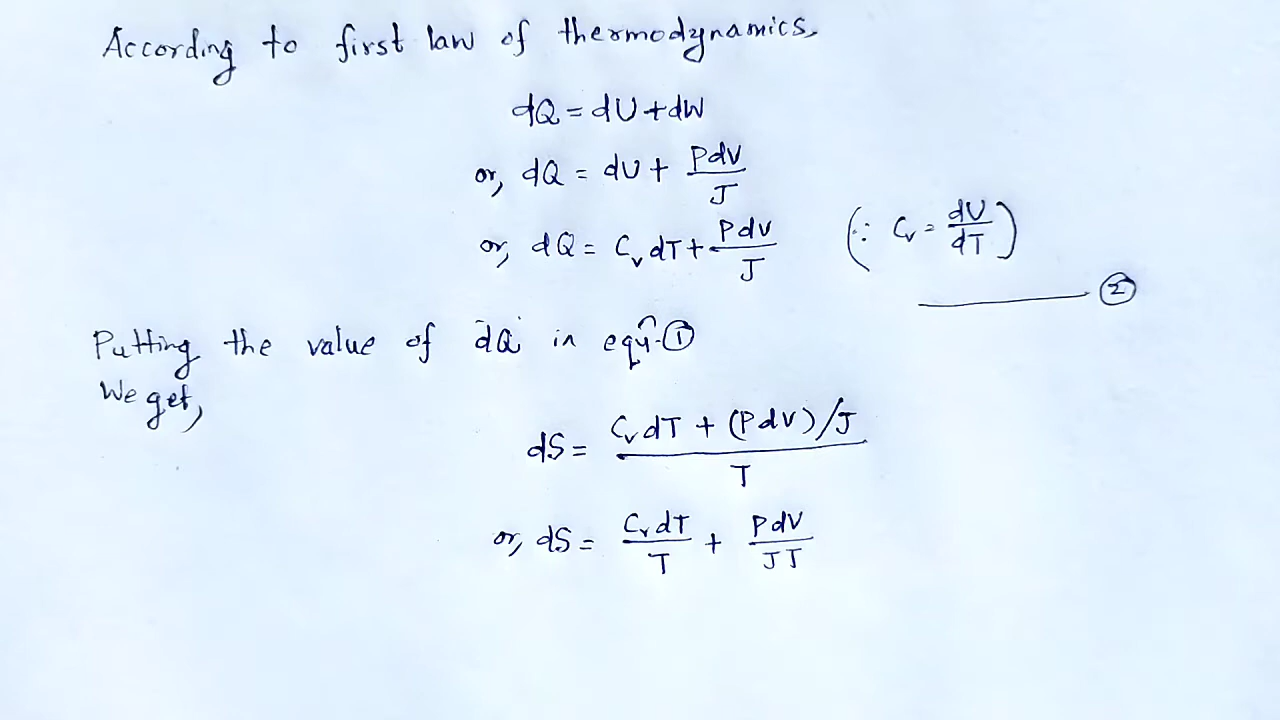 According to first law of thermodynamics,
dQ = dU + dW
or, dQ = dU + PdV/J
or, dQ = C_v dT + PdV/J (∵ C_v = dU/dT)
②
Putting the value of 'dQ' in equⁿ-①
We get,
dS = (C_v dT + (PdV)/J)/T
or, dS = C_v dT/T + PdV/JT